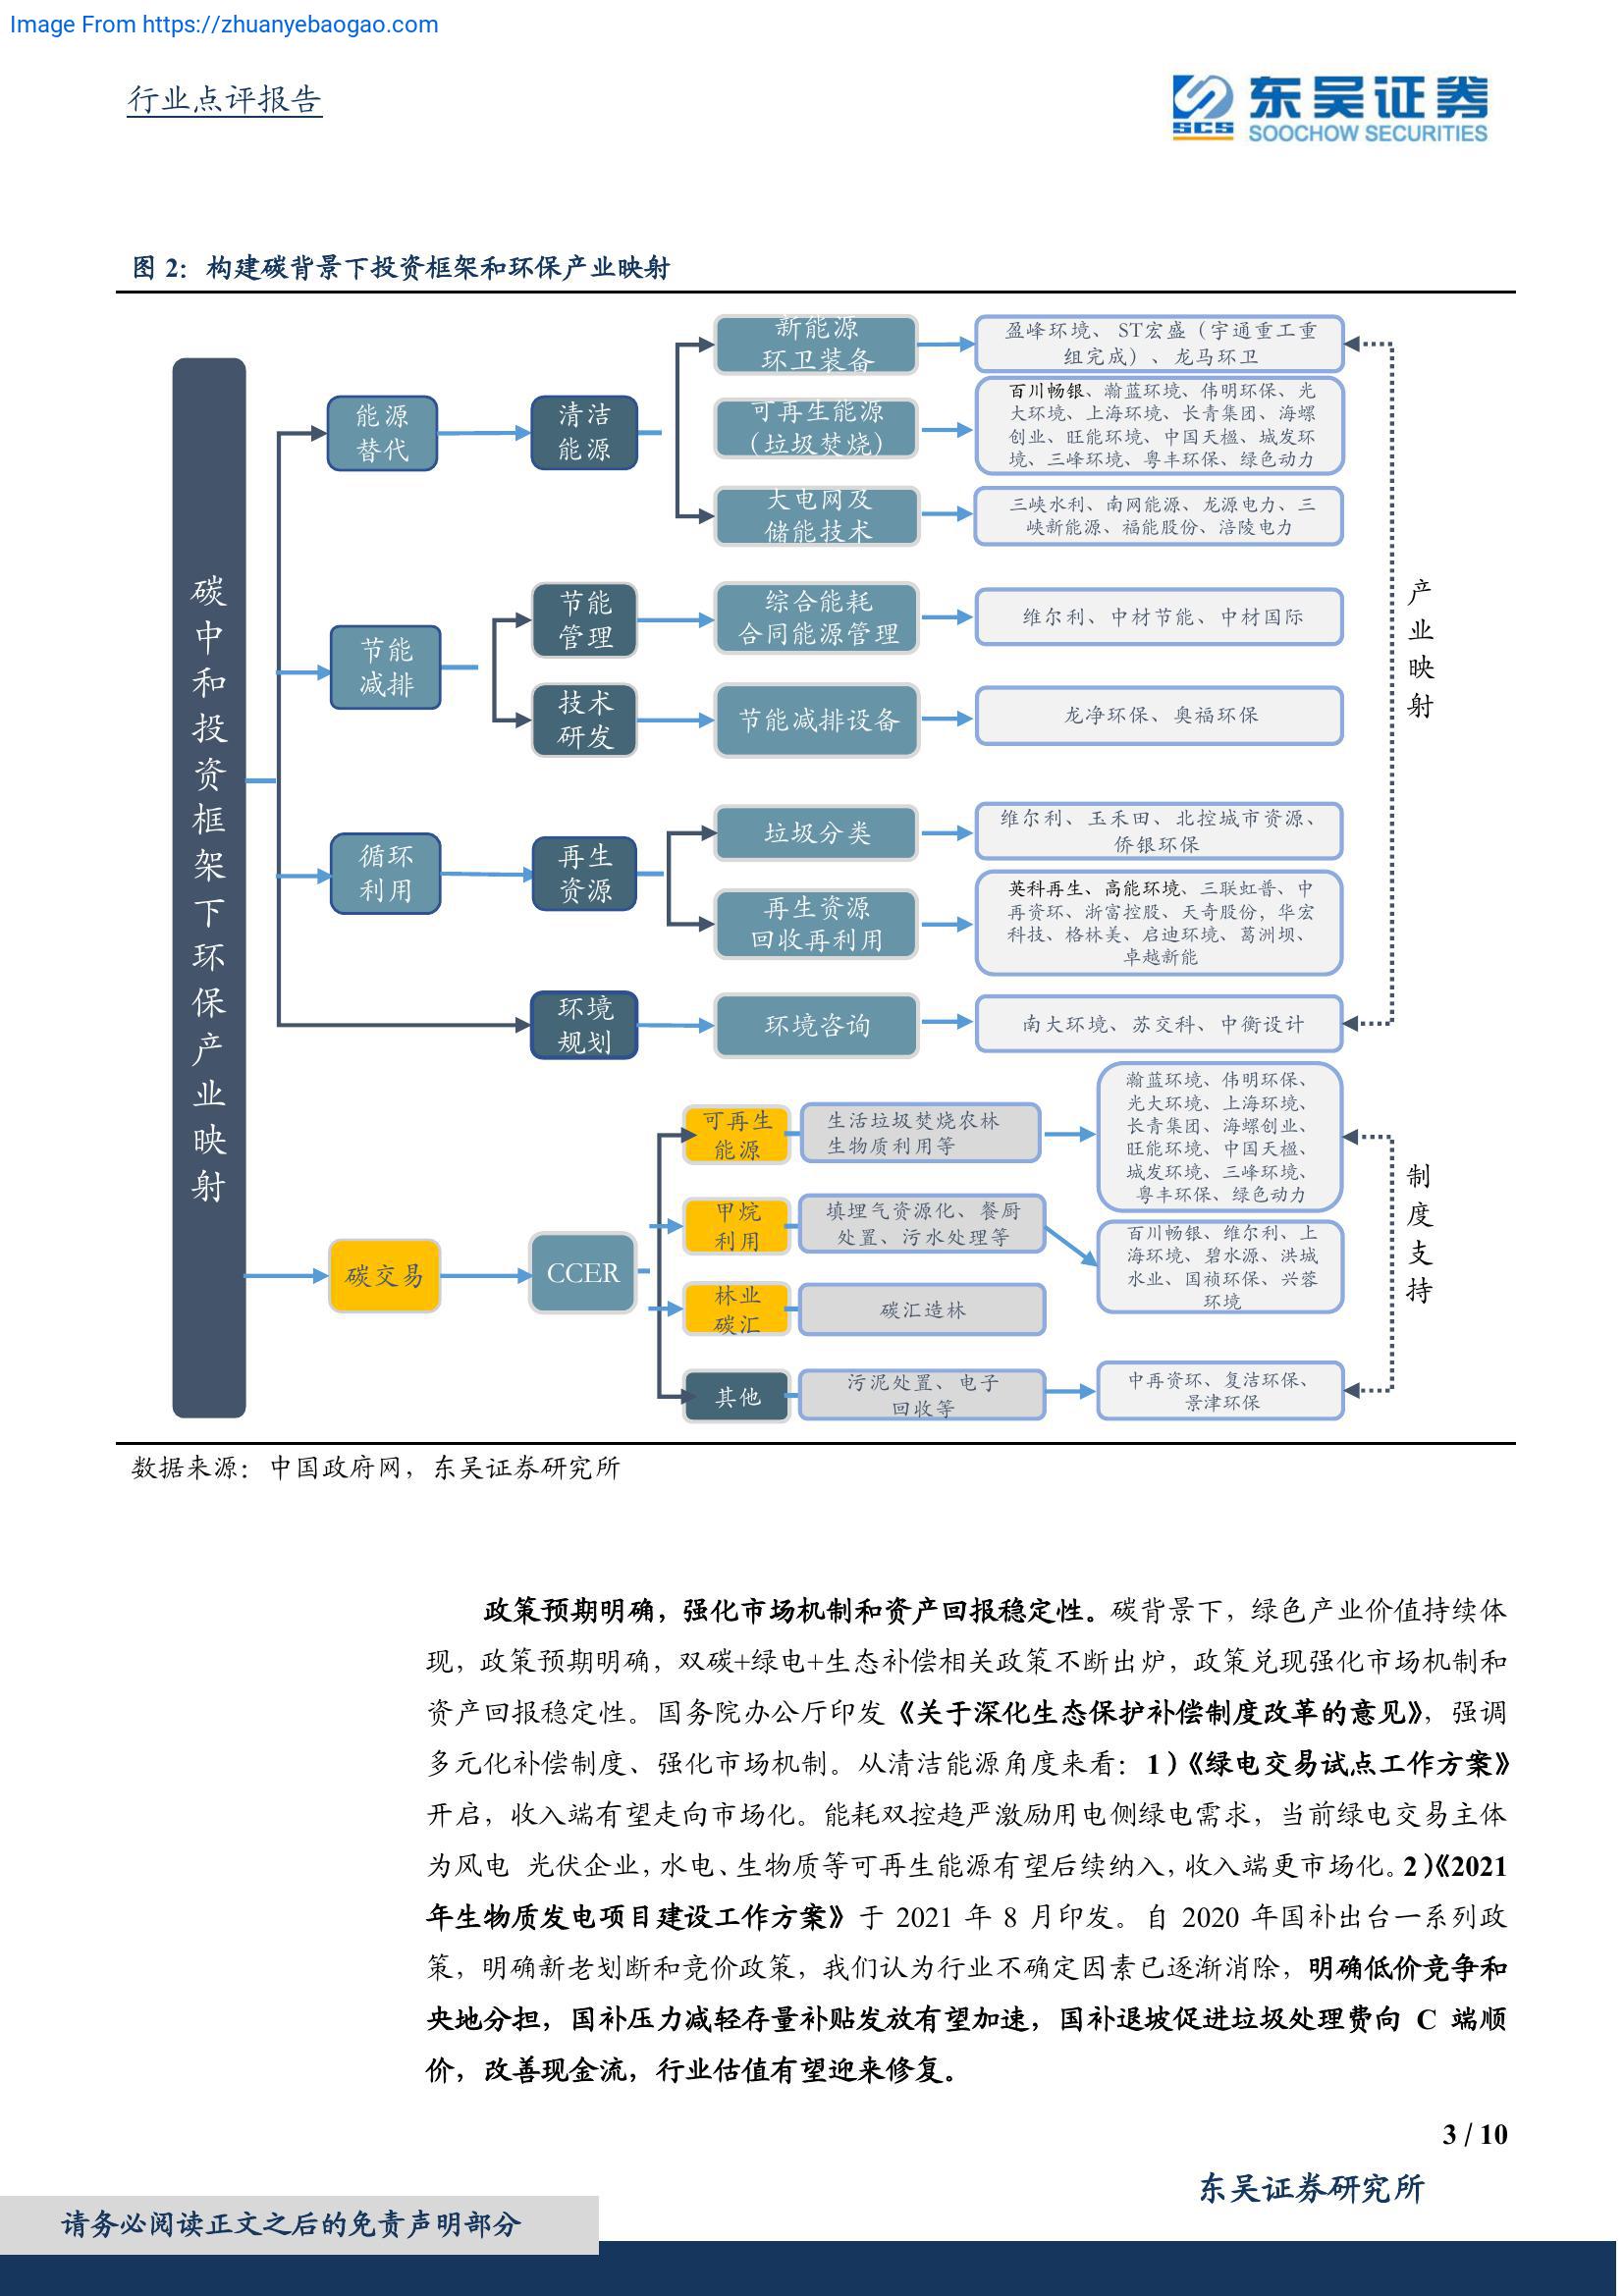 Image From https://zhuanyebaogao.com
行业点评报告
SCS
东吴证券
SOOCHOW SECURITIES
图 2：构建碳背景下投资框架和环保产业映射
碳中和投资框架下环保产业映射
能源
替代
清洁
能源
新能源
环卫装备
盈峰环境、ST宏盛（宇通重工重
组完成）、龙马环卫
可再生能源
（垃圾焚烧）
百川畅银、瀚蓝环境、伟明环保、光
大环境、上海环境、长青集团、海螺
创业、旺能环境、中国天楹、城发环
境、三峰环境、粤丰环保、绿色动力
大电网及
储能技术
三峡水利、南网能源、龙源电力、三
峡新能源、福能股份、涪陵电力
节能
减排
节能
管理
综合能耗
合同能源管理
维尔利、中材节能、中材国际
技术
研发
节能减排设备
龙净环保、奥福环保
循环
利用
再生
资源
垃圾分类
维尔利、玉禾田、北控城市资源、
侨银环保
再生资源
回收再利用
英科再生、高能环境、三联虹普、中
再资环、浙富控股、天奇股份，华宏
科技、格林美、启迪环境、葛洲坝、
卓越新能
环境
规划
环境咨询
南大环境、苏交科、中衡设计
产业映射
碳交易
CCER
可再生
能源
生活垃圾焚烧农林
生物质利用等
瀚蓝环境、伟明环保、
光大环境、上海环境、
长青集团、海螺创业、
旺能环境、中国天楹、
城发环境、三峰环境、
粤丰环保、绿色动力
甲烷
利用
填埋气资源化、餐厨
处置、污水处理等
百川畅银、维尔利、上
海环境、碧水源、洪城
水业、国祯环保、兴蓉
环境
林业
碳汇
碳汇造林
其他
污泥处置、电子
回收等
中再资环、复洁环保、
景津环保
制度支持
数据来源：中国政府网，东吴证券研究所
政策预期明确，强化市场机制和资产回报稳定性。碳背景下，绿色产业价值持续体
现，政策预期明确，双碳+绿电+生态补偿相关政策不断出炉，政策兑现强化市场机制和
资产回报稳定性。国务院办公厅印发《关于深化生态保护补偿制度改革的意见》，强调
多元化补偿制度、强化市场机制。从清洁能源角度来看：1）《绿电交易试点工作方案》
开启，收入端有望走向市场化。能耗双控趋严激励用电侧绿电需求，当前绿电交易主体
为风电 光伏企业，水电、生物质等可再生能源有望后续纳入，收入端更市场化。2）《2021
年生物质发电项目建设工作方案》于 2021 年 8 月印发。自 2020 年国补出台一系列政
策，明确新老划断和竞价政策，我们认为行业不确定因素已逐渐消除，明确低价竞争和
央地分担，国补压力减轻存量补贴发放有望加速，国补退坡促进垃圾处理费向 C 端顺
价，改善现金流，行业估值有望迎来修复。
3 / 10
东吴证券研究所
请务必阅读正文之后的免责声明部分